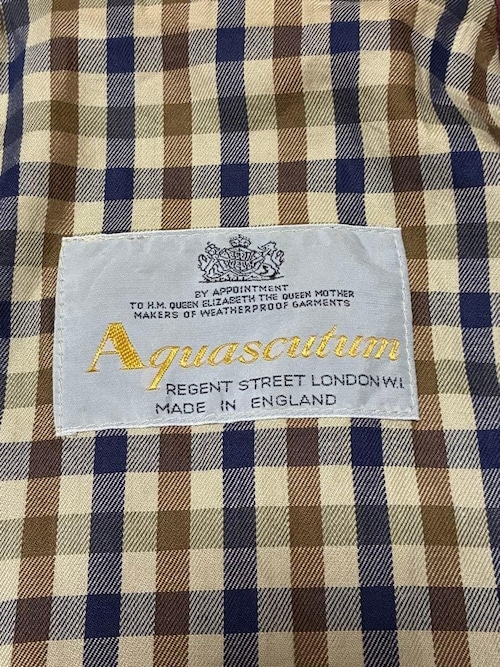 BY APPOINTMENT
TO H.M. QUEEN ELIZABETH THE QUEEN MOTHER
MAKERS OF WEATHERPROOF GARMENTS
Aquascutum
REGENT STREET LONDON W.1.
MADE IN ENGLAND